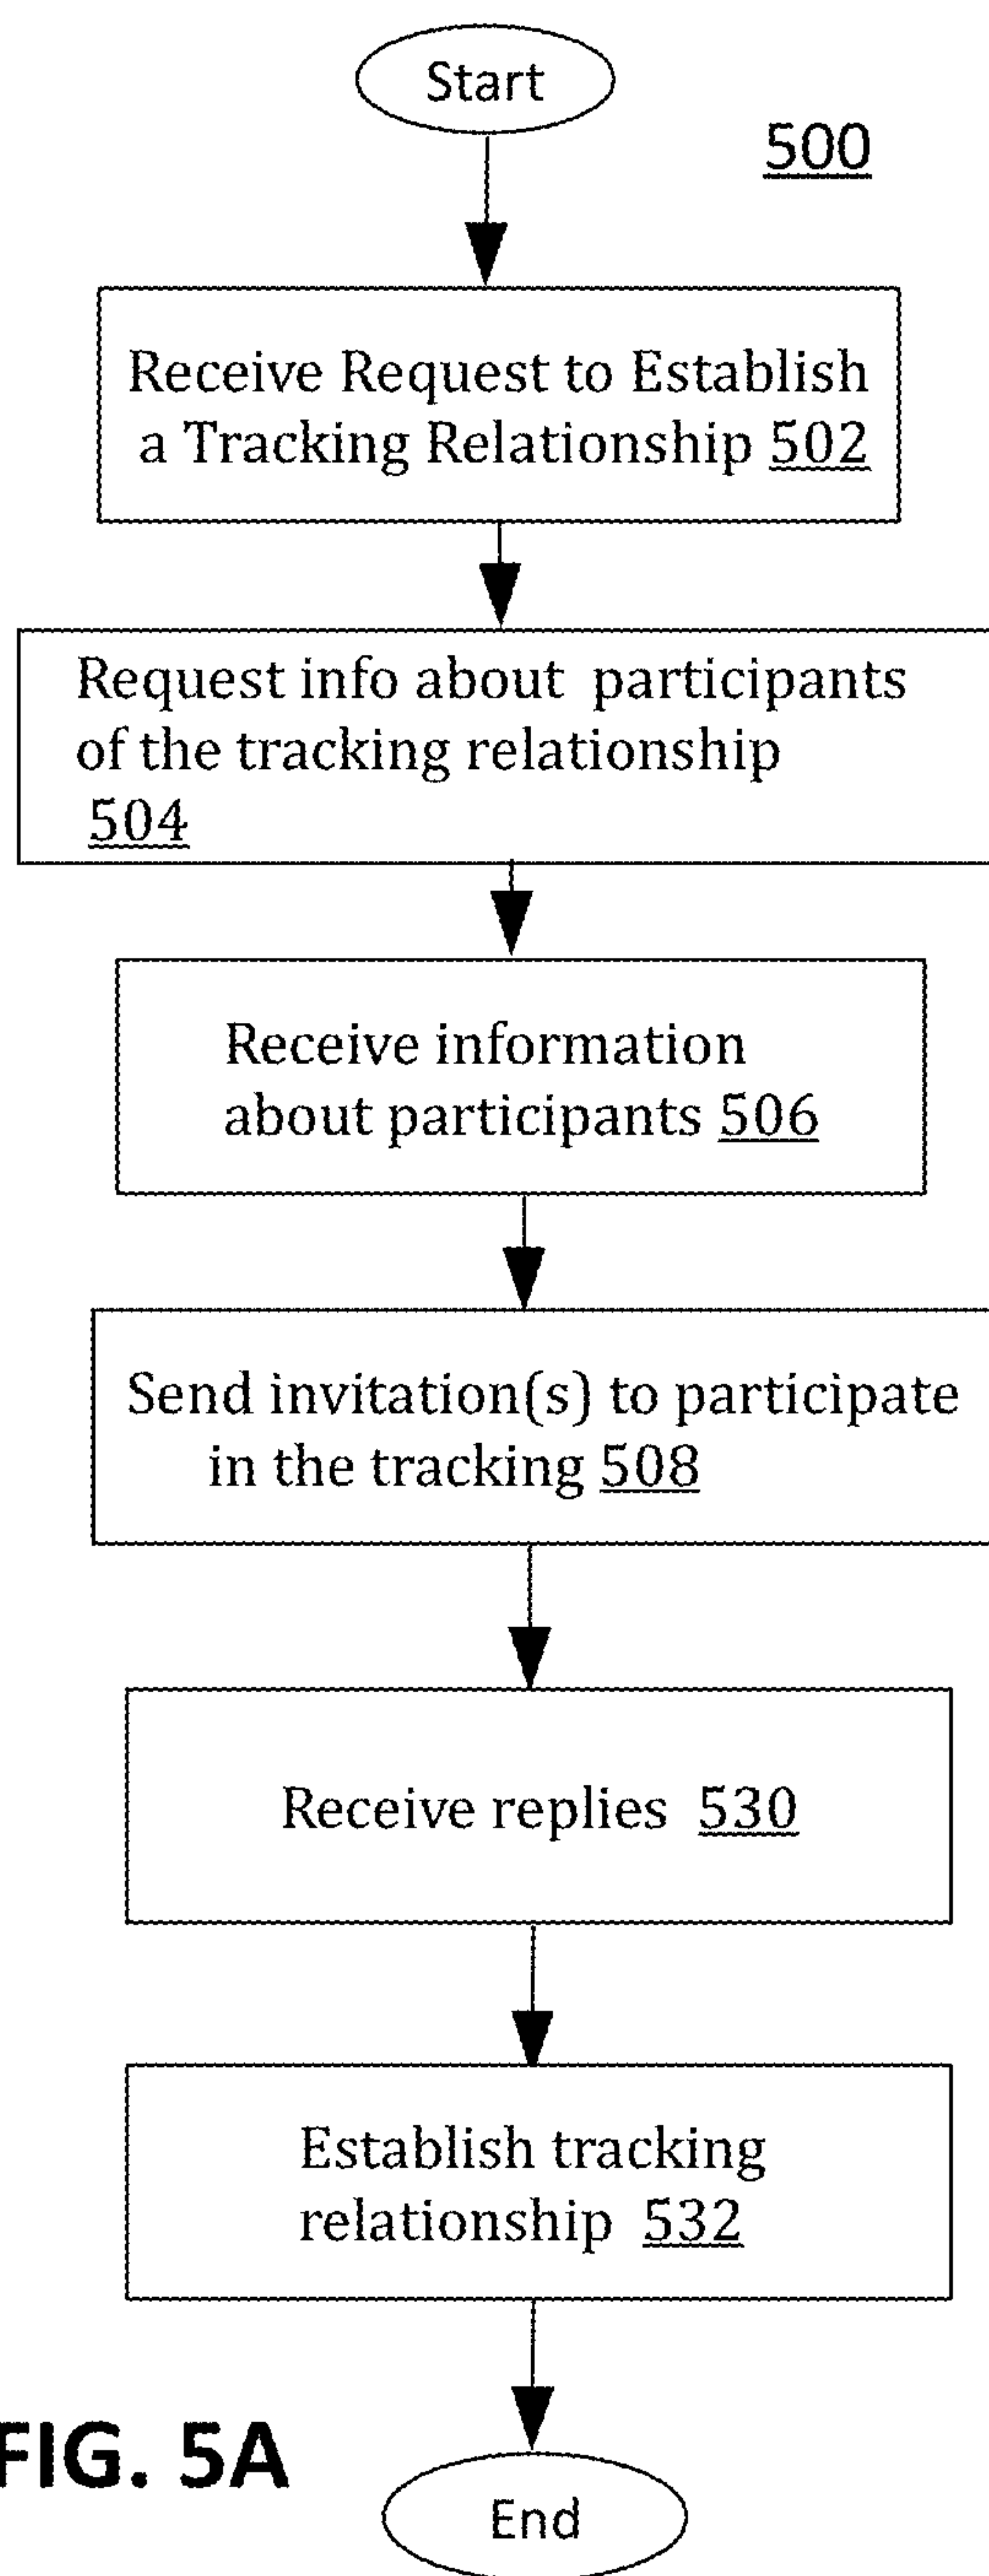 Start
500
Receive Request to Establish
a Tracking Relationship 502
Request info about participants
of the tracking relationship
504
Receive information
about participants 506
Send invitation(s) to participate
in the tracking 508
Receive replies 530
Establish tracking
relationship 532
FIG. 5A
End